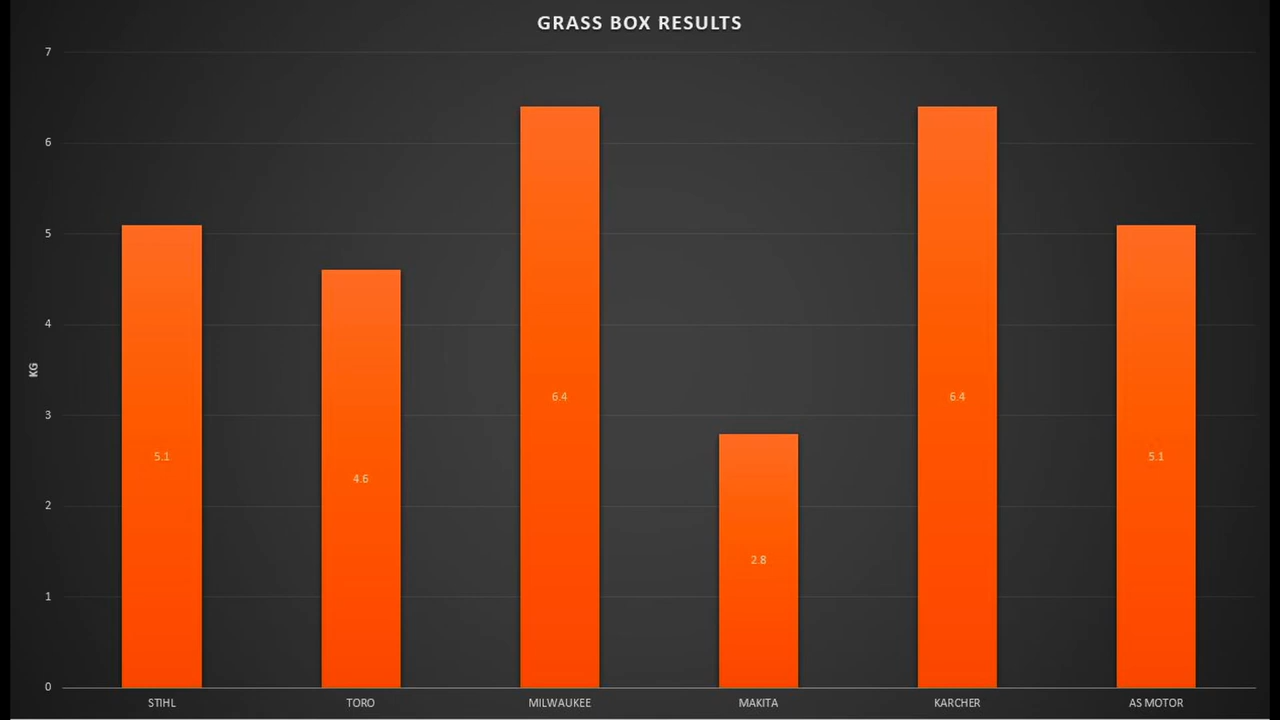 GRASS BOX RESULTS
7
6
5
4
3
2
1
0
KG
5.1
4.6
6.4
2.8
6.4
5.1
STIHL
TORO
MILWAUKEE
MAKITA
KARCHER
AS MOTOR